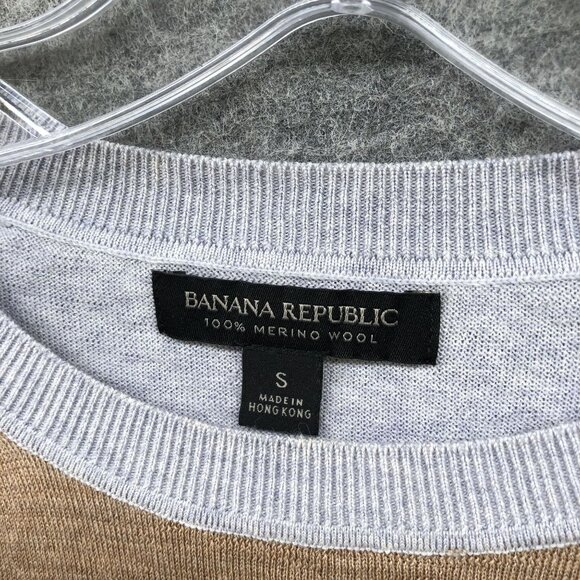 BANANA REPUBLIC
100% MERINO WOOL
S
MADE IN
HONG KONG